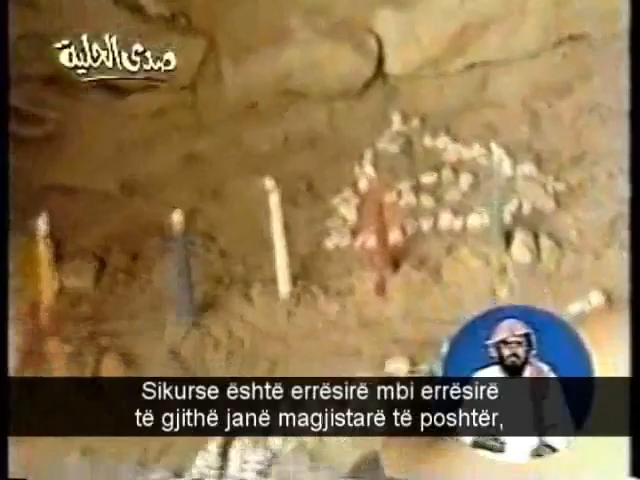 صدى الحلية
Sikurse është errësirë mbi errësirë
të gjithë janë magjistarë të poshtër,